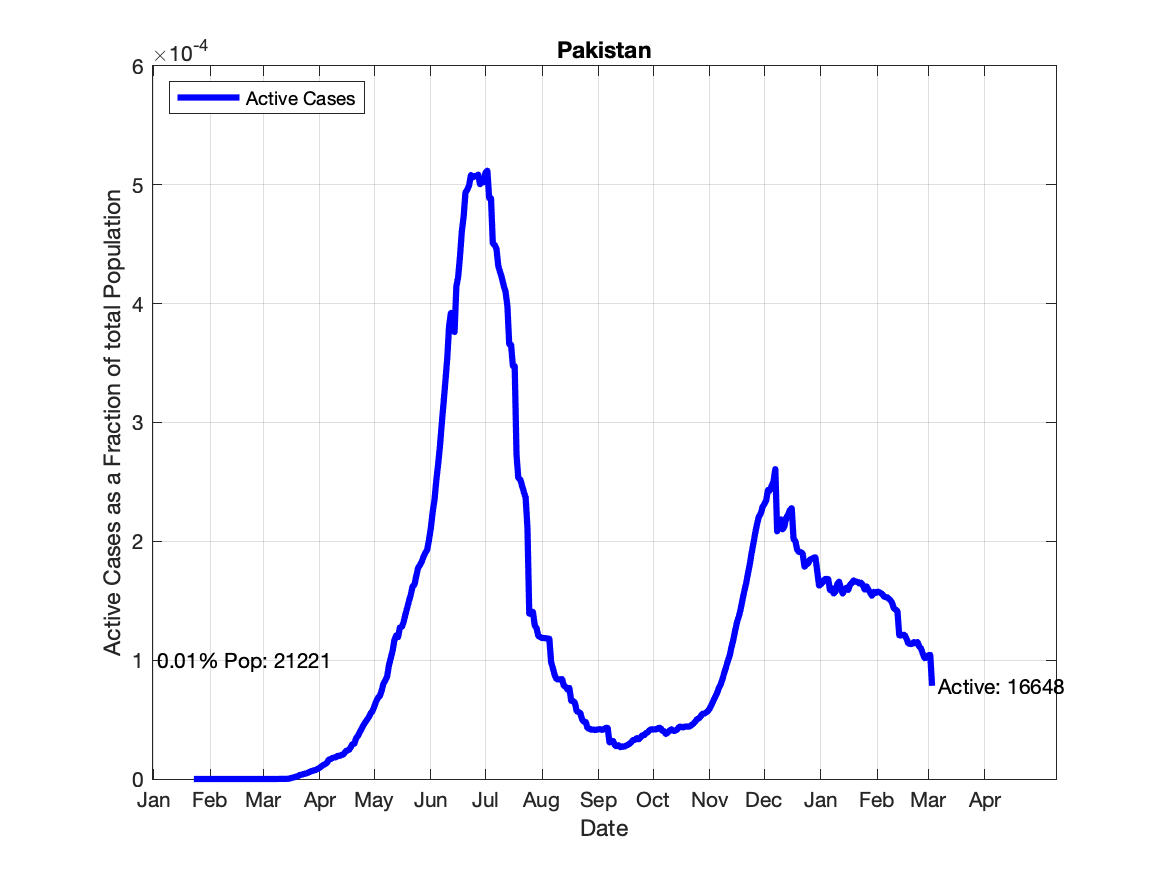 Pakistan
×10-4
Active Cases
6
5
4
3
2
1
0
Active Cases as a Fraction of total Population
0.01% Pop: 21221
Active: 16648
Jan Feb Mar Apr May Jun Jul Aug Sep Oct Nov Dec Jan Feb Mar Apr
Date